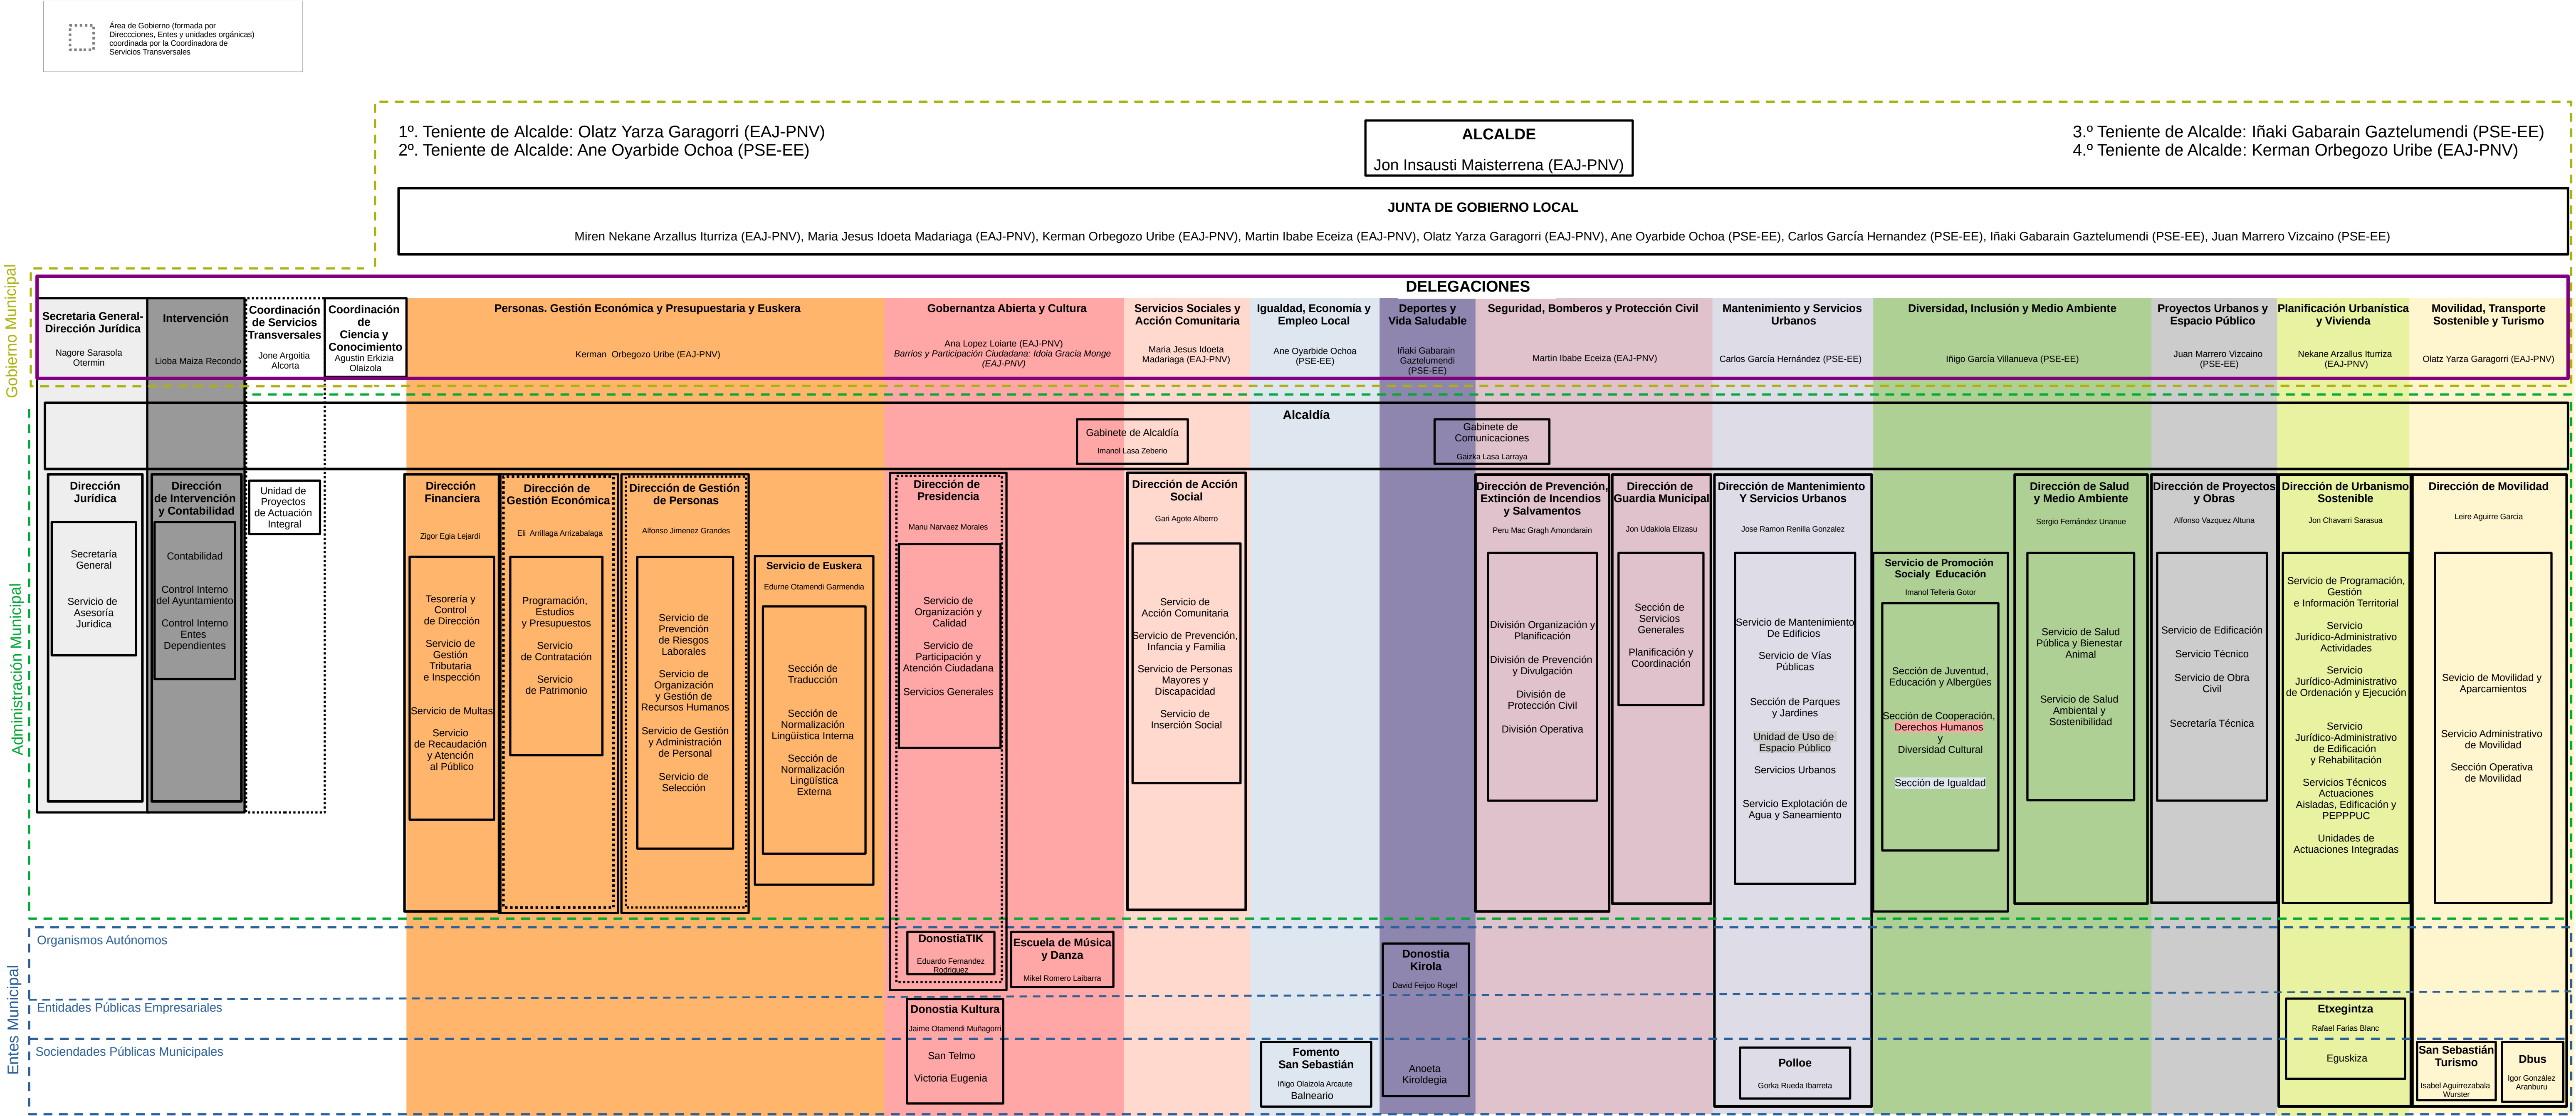 Área de Gobierno (formada por
Direccciones, Entes y unidades orgánicas)
coordinada por la Coordinadora de
Servicios Transversales
1º. Teniente de Alcalde: Olatz Yarza Garagorri (EAJ-PNV)
2º. Teniente de Alcalde: Ane Oyarbide Ochoa (PSE-EE)
ALCALDE
Jon Insausti Maisterrena (EAJ-PNV)
3.º Teniente de Alcalde: Iñaki Gabarain Gaztelumendi (PSE-EE)
4.º Teniente de Alcalde: Kerman Orbegozo Uribe (EAJ-PNV)
JUNTA DE GOBIERNO LOCAL
Miren Nekane Arzallus Iturriza (EAJ-PNV), Maria Jesus Idoeta Madariaga (EAJ-PNV), Kerman Orbegozo Uribe (EAJ-PNV), Martin Ibabe Eceiza (EAJ-PNV), Olatz Yarza Garagorri (EAJ-PNV), Ane Oyarbide Ochoa (PSE-EE), Carlos García Hernandez (PSE-EE), Iñaki Gabarain Gaztelumendi (PSE-EE), Juan Marrero Vizcaino (PSE-EE)
Gobierno Municipal
DELEGACIONES
Secretaria General-
Dirección Jurídica
Nagore Sarasola
Otermin
Intervención
Lioba Maiza Recondo
Coordinación
de Servicios
Transversales
Jone Argoitia
Alcorta
Coordinación
de
Ciencia y
Conocimiento
Agustin Erkizia
Olaizola
Personas. Gestión Económica y Presupuestaria y Euskera
Kerman Orbegozo Uribe (EAJ-PNV)
Gobernantza Abierta y Cultura
Ana Lopez Loiarte (EAJ-PNV)
Barrios y Participación Ciudadana: Idoia Gracia Monge
(EAJ-PNV)
Servicios Sociales y
Acción Comunitaria
Maria Jesus Idoeta
Madariaga (EAJ-PNV)
Igualdad, Economía y
Empleo Local
Ane Oyarbide Ochoa
(PSE-EE)
Deportes y
Vida Saludable
Iñaki Gabarain
Gaztelumendi
(PSE-EE)
Seguridad, Bomberos y Protección Civil
Martin Ibabe Eceiza (EAJ-PNV)
Mantenimiento y Servicios
Urbanos
Carlos García Hernández (PSE-EE)
Diversidad, Inclusión y Medio Ambiente
Iñigo García Villanueva (PSE-EE)
Proyectos Urbanos y
Espacio Público
Juan Marrero Vizcaino
(PSE-EE)
Planificación Urbanística
y Vivienda
Nekane Arzallus Iturriza
(EAJ-PNV)
Movilidad, Transporte
Sostenible y Turismo
Olatz Yarza Garagorri (EAJ-PNV)
Administración Municipal
Alcaldía
Gabinete de Alcaldía
Imanol Lasa Zeberio
Gabinete de
Comunicaciones
Gaizka Lasa Larraya
Dirección
Jurídica
Secretaría
General
Servicio de
Asesoría
Jurídica
Dirección
de Intervención
y Contabilidad
Contabilidad
Control Interno
del Ayuntamiento
Control Interno
Entes
Dependientes
Unidad de
Proyectos
de Actuación
Integral
Dirección
Financiera
Zigor Egia Lejardi
Tesorería y
Control
de Dirección
Servicio de
Gestión
Tributaria
e Inspección
Servicio de Multas
Servicio
de Recaudación
y Atención
al Público
Dirección de
Gestión Económica
Eli Arrillaga Arrizabalaga
Programación,
Estudios
y Presupuestos
Servicio
de Contratación
Servicio
de Patrimonio
Dirección de Gestión
de Personas
Alfonso Jimenez Grandes
Servicio de
Prevención
de Riesgos
Laborales
Servicio de
Organización
y Gestión de
Recursos Humanos
Servicio de Gestión
y Administración
de Personal
Servicio de
Selección
Servicio de Euskera
Edurne Otamendi Garmendia
Sección de
Traducción
Sección de
Normalización
Lingüística Interna
Sección de
Normalización
Lingüística
Externa
Dirección de
Presidencia
Manu Narvaez Morales
Servicio de
Organización y
Calidad
Servicio de
Participación y
Atención Ciudadana
Servicios Generales
Dirección de Acción
Social
Gari Agote Alberro
Servicio de
Acción Comunitaria
Servicio de Prevención,
Infancia y Familia
Servicio de Personas
Mayores y
Discapacidad
Servicio de
Inserción Social
Dirección de Prevención,
Extinción de Incendios
y Salvamentos
Peru Mac Gragh Amondarain
División Organización y
Planificación
División de Prevención
y Divulgación
División de
Protección Civil
División Operativa
Dirección de
Guardia Municipal
Jon Udakiola Elizasu
Sección de
Servicios
Generales
Planificación y
Coordinación
Dirección de Mantenimiento
Y Servicios Urbanos
Jose Ramon Renilla Gonzalez
Servicio de Mantenimiento
De Edificios
Servicio de Vías
Públicas
Sección de Parques
y Jardines
Unidad de Uso de
Espacio Público
Servicios Urbanos
Servicio Explotación de
Agua y Saneamiento
Servicio de Promoción
Socialy Educación
Imanol Telleria Gotor
Sección de Juventud,
Educación y Albergües
Sección de Cooperación,
Derechos Humanos
y
Diversidad Cultural
Sección de Igualdad
Dirección de Salud
y Medio Ambiente
Sergio Fernández Unanue
Servicio de Salud
Pública y Bienestar
Animal
Servicio de Salud
Ambiental y
Sostenibilidad
Dirección de Proyectos
y Obras
Alfonso Vazquez Altuna
Servicio de Edificación
Servicio Técnico
Servicio de Obra
Civil
Secretaría Técnica
Dirección de Urbanismo
Sostenible
Jon Chavarri Sarasua
Servicio de Programación,
Gestión
e Información Territorial
Servicio
Jurídico-Administrativo
Actividades
Servicio
Jurídico-Administrativo
de Ordenación y Ejecución
Servicio
Jurídico-Administrativo
de Edificación
y Rehabilitación
Servicios Técnicos
Actuaciones
Aisladas, Edificación y
PEPPPUC
Unidades de
Actuaciones Integradas
Dirección de Movilidad
Leire Aguirre Garcia
Sevicio de Movilidad y
Aparcamientos
Servicio Administrativo
de Movilidad
Sección Operativa
de Movilidad
Entes Municipal
Organismos Autónomos
DonostiaTIK
Eduardo Fernandez
Rodriguez
Escuela de Música
y Danza
Mikel Romero Laibarra
Donostia
Kirola
David Feijoo Rogel
Anoeta
Kiroldegia
Entidades Públicas Empresariales
Donostia Kultura
Jaime Otamendi Muñagorri
San Telmo
Victoria Eugenia
Etxegintza
Rafael Farias Blanc
Eguskiza
Sociendades Públicas Municipales
Fomento
San Sebastián
Iñigo Olaizola Arcaute
Balneario
Polloe
Gorka Rueda Ibarreta
San Sebastián
Turismo
Isabel Aguirrezabala
Wurster
Dbus
Igor González
Aranburu